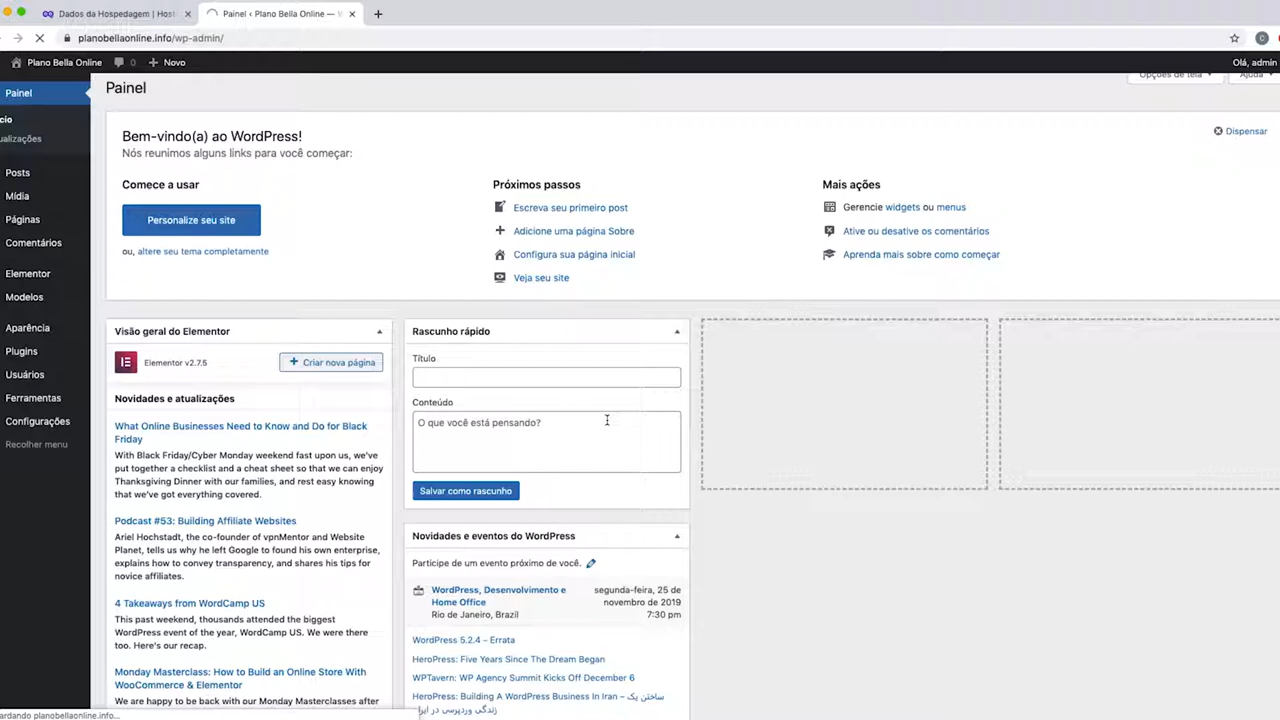 Dados da Hospedagem | Host
Painel ‹ Plano Bella Online — W
planobellaonline.info/wp-admin/
C
Plano Bella Online
0
Novo
Olá, admin
Painel
cio
ualizações
Posts
Mídia
Páginas
Comentários
Elementor
Modelos
Aparência
Plugins
Usuários
Ferramentas
Configurações
Recolher menu
Painel
Opções de tela
Ajuda
Bem-vindo(a) ao WordPress!
Dispensar
Nós reunimos alguns links para você começar:
Comece a usar
Personalize seu site
ou, altere seu tema completamente
Próximos passos
Escreva seu primeiro post
Adicione uma página Sobre
Configura sua página inicial
Veja seu site
Mais ações
Gerencie widgets ou menus
Ative ou desative os comentários
Aprenda mais sobre como começar
Visão geral do Elementor
Elementor v2.7.5
Criar nova página
Novidades e atualizações
What Online Businesses Need to Know and Do for Black
Friday
With Black Friday/Cyber Monday weekend fast upon us, we've
put together a checklist and a cheat sheet so that we can enjoy
Thanksgiving Dinner with our families, and rest easy knowing
that we've got everything covered.
Podcast #53: Building Affiliate Websites
Ariel Hochstadt, the co-founder of vpnMentor and Website
Planet, tells us why he left Google to found his own enterprise,
explains how to convey transparency, and shares his tips for
novice affiliates.
4 Takeaways from WordCamp US
This past weekend, thousands attended the biggest
WordPress event of the year, WordCamp US. We were there
too. Here's our recap.
Monday Masterclass: How to Build an Online Store With
WooCommerce & Elementor
We are happy to be back with our Monday Masterclasses after
Rascunho rápido
Título
Conteúdo
O que você está pensando?
Salvar como rascunho
Novidades e eventos do WordPress
Participe de um evento próximo de você.
WordPress, Desenvolvimento e
Home Office
Rio de Janeiro, Brazil
segunda-feira, 25 de
novembro de 2019
7:30 pm
WordPress 5.2.4 – Errata
HeroPress: Five Years Since The Dream Began
WPTavern: WP Agency Summit Kicks Off December 6
HeroPress: Building A WordPress Business In Iran – ساختن یک
زندگی وردپرسی در ایران
ardando planobellaonline.info...